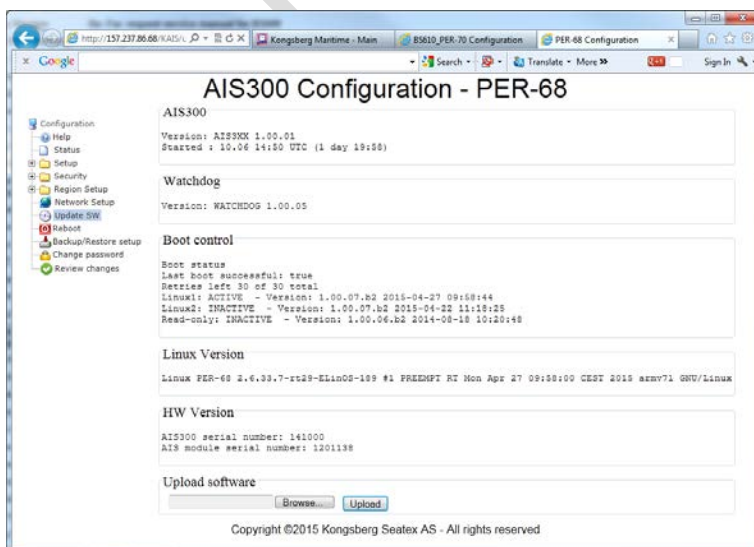 http://157.237.86.68/KAIS/
Kongsberg Maritime - Main
BS610_PER-70 Configuration
PER-68 Configuration
Google
Search
Translate
More »
Sign In
AIS300 Configuration - PER-68
Configuration
Help
Status
Setup
Security
Region Setup
Network Setup
Update SW
Reboot
Backup/Restore setup
Change password
Review changes
AIS300
Version: AIS3XX 1.00.01
Started : 10.06 14:50 UTC (1 day 19:58)
Watchdog
Version: WATCHDOG 1.00.05
Boot control
Boot status
Last boot successful: true
Retries left 30 of 30 total
Linux1: ACTIVE - Version: 1.00.07.b2 2015-04-27 09:58:44
Linux2: INACTIVE - Version: 1.00.07.b2 2015-04-22 11:18:25
Read-only: INACTIVE - Version: 1.00.06.b2 2014-08-18 10:20:48
Linux Version
Linux PER-68 2.6.33.7-rt29-ELinOS-189 #1 PREEMPT RT Mon Apr 27 09:58:00 CEST 2015 armv7l GNU/Linux
HW Version
AIS300 serial number: 141000
AIS module serial number: 1201138
Upload software
Browse...
Upload
Copyright ©2015 Kongsberg Seatex AS - All rights reserved